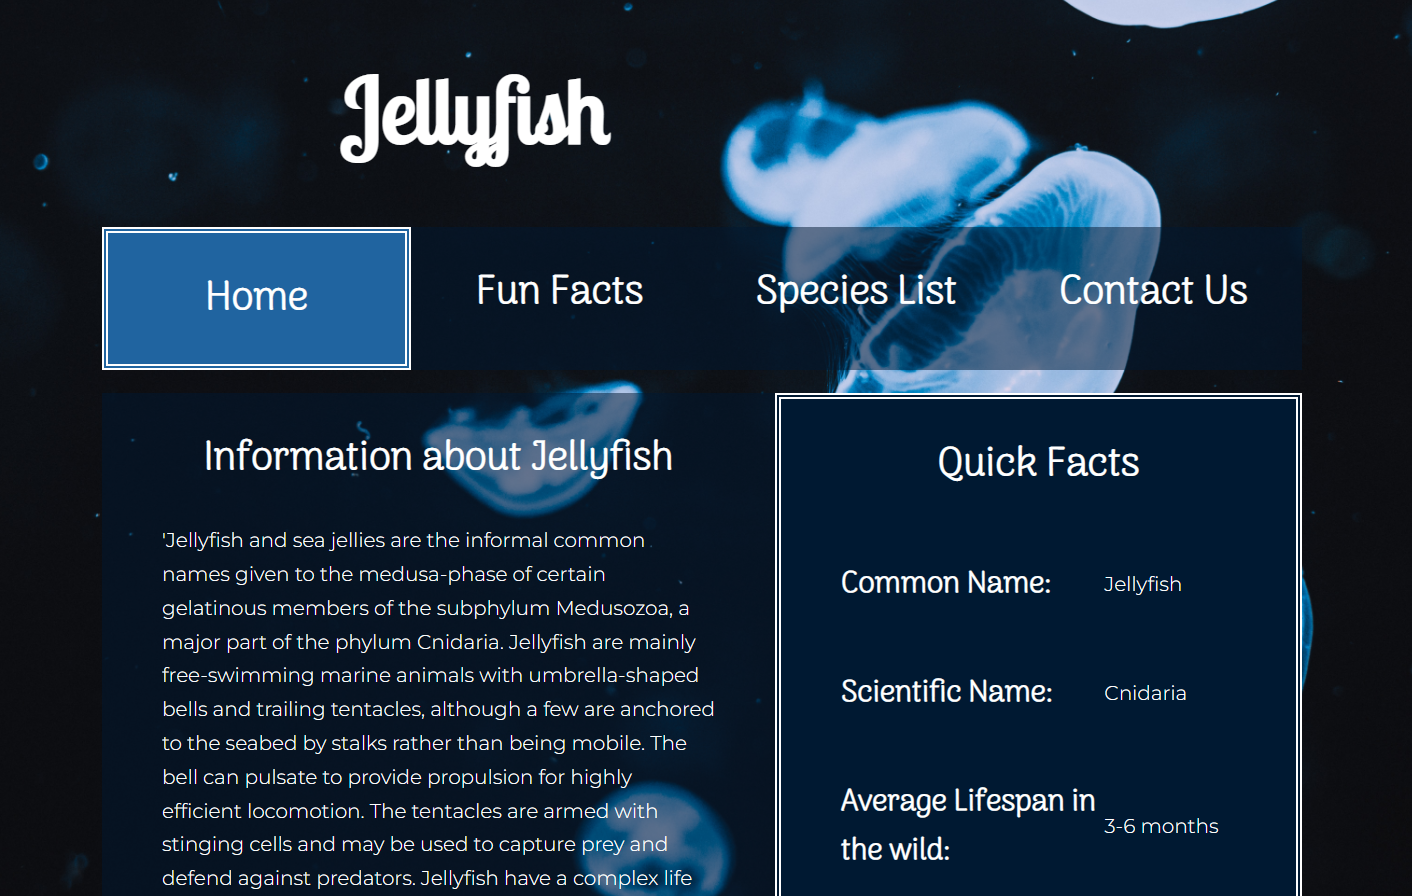 Jellyfish
Home
Fun Facts
Species List
Contact Us
Information about Jellyfish
'Jellyfish and sea jellies are the informal common
names given to the medusa-phase of certain
gelatinous members of the subphylum Medusozoa, a
major part of the phylum Cnidaria. Jellyfish are mainly
free-swimming marine animals with umbrella-shaped
bells and trailing tentacles, although a few are anchored
to the seabed by stalks rather than being mobile. The
bell can pulsate to provide propulsion for highly
efficient locomotion. The tentacles are armed with
stinging cells and may be used to capture prey and
defend against predators. Jellyfish have a complex life
Quick Facts
Common Name:
Jellyfish
Scientific Name:
Cnidaria
Average Lifespan in
the wild:
3-6 months